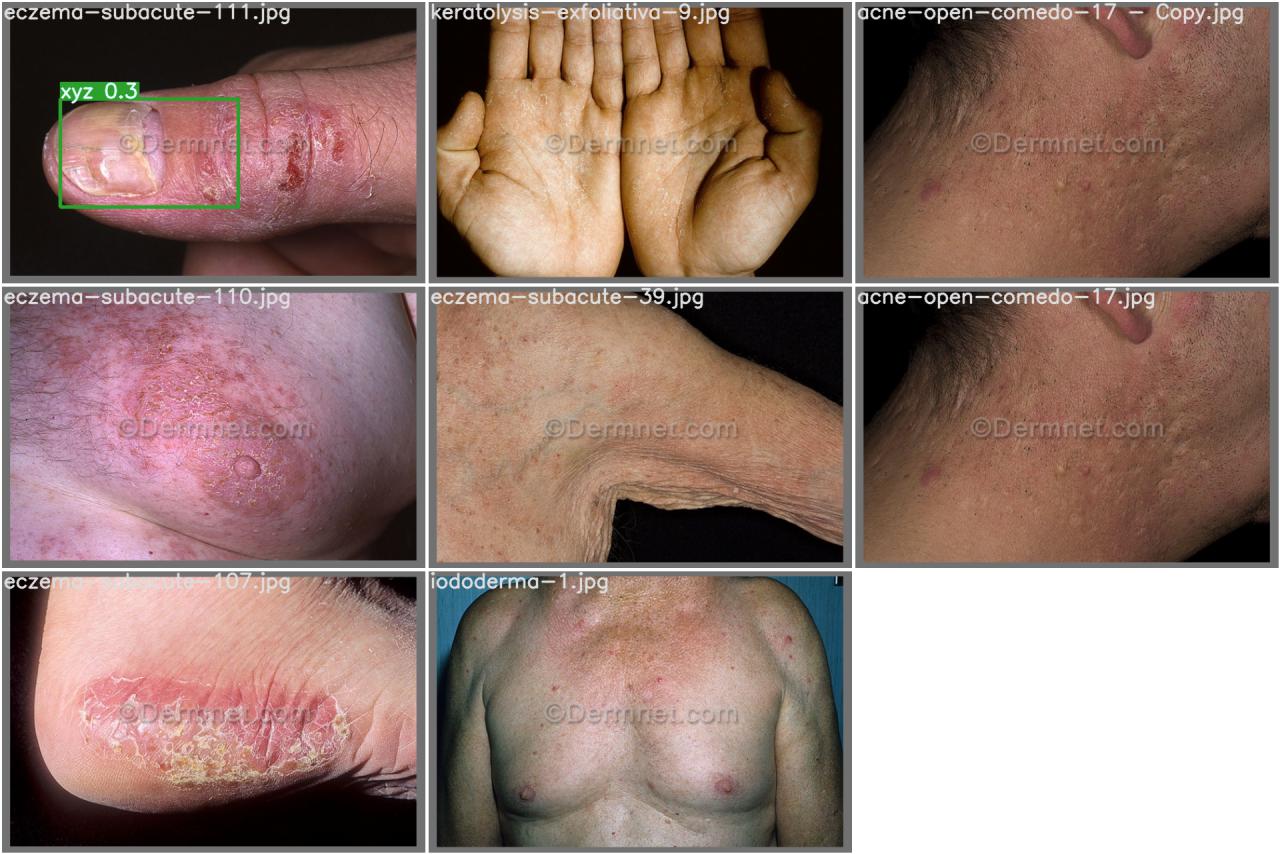 eczema-subacute-111.jpg
keratolysis-exfoliativa-9.jpg
acne-open-comedo-17 - Copy.jpg
xyz 0.3
©Dermnet.com
©Dermnet.com
©Dermnet.com
eczema-subacute-110.jpg
eczema-subacute-39.jpg
acne-open-comedo-17.jpg
©Dermnet.com
©Dermnet.com
©Dermnet.com
eczema-subacute-107.jpg
iododerma-1.jpg
©Dermnet.com
©Dermnet.com